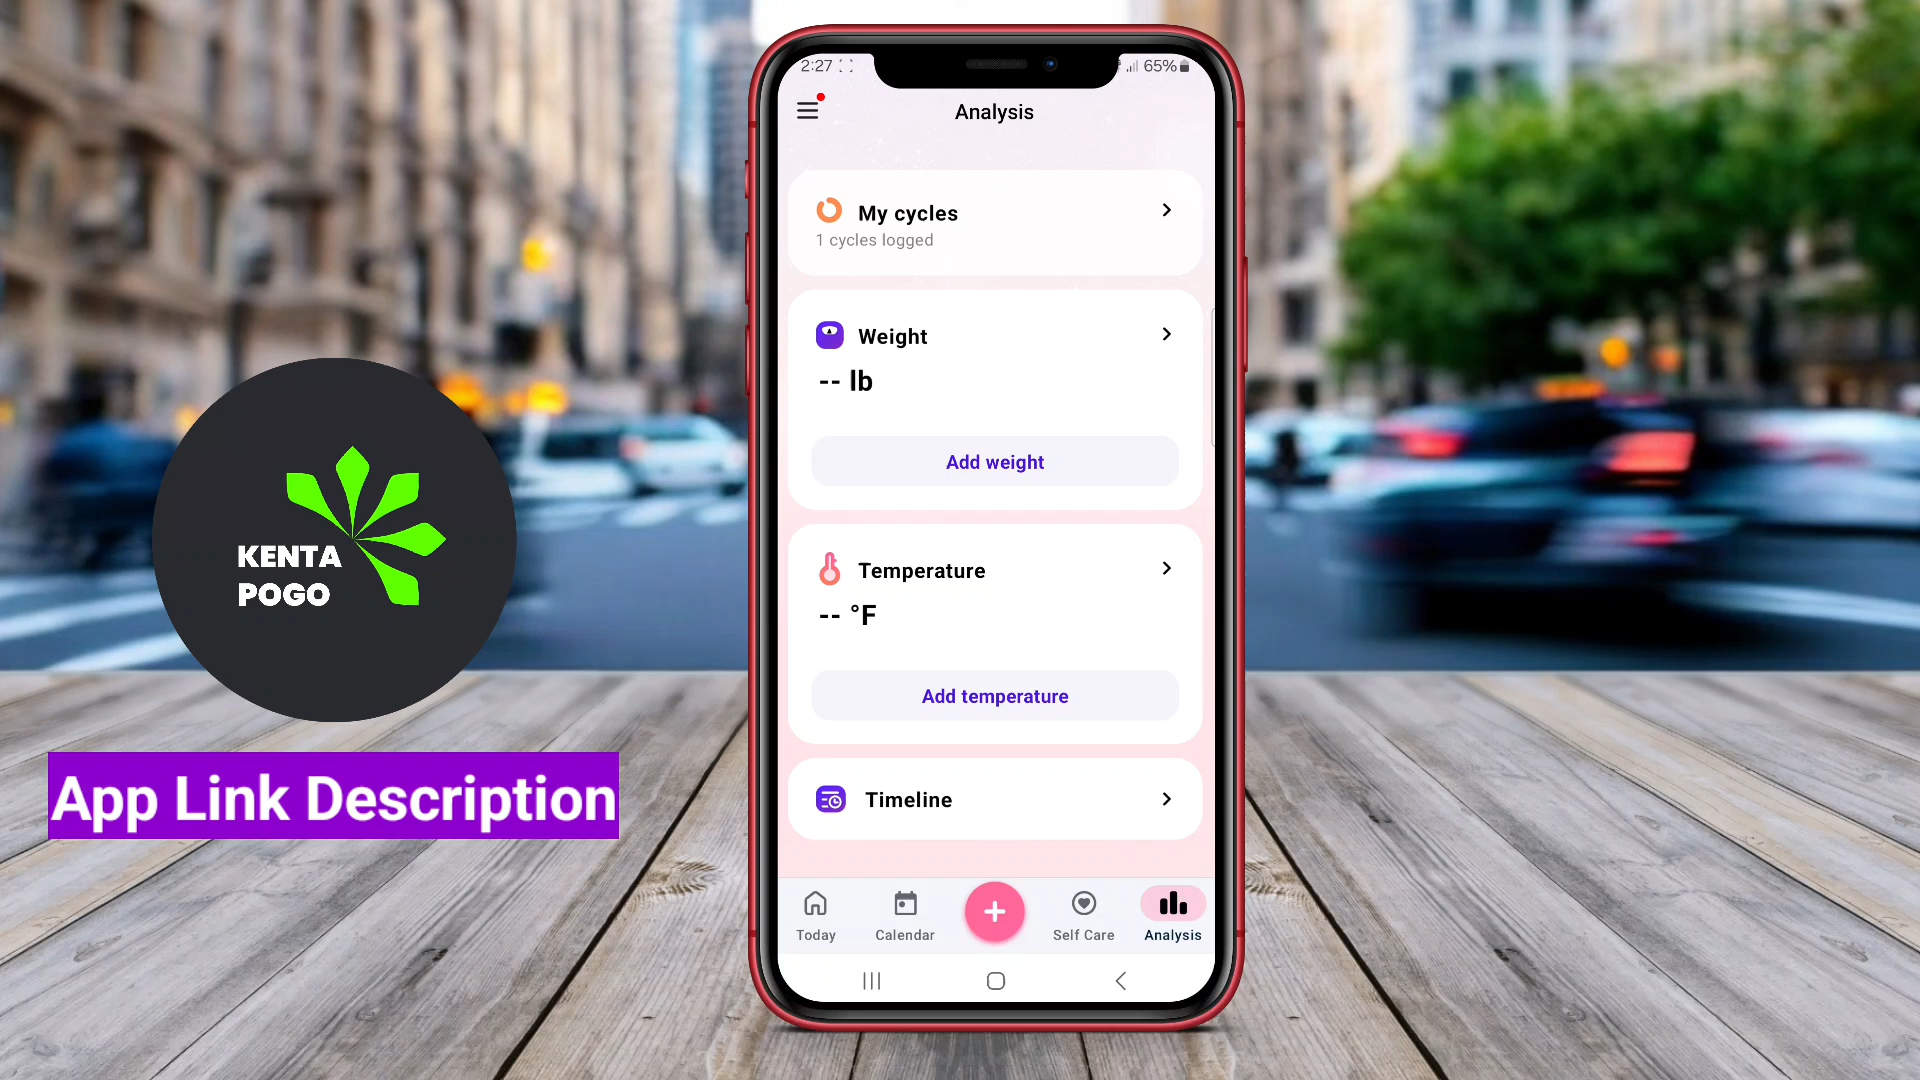 2:27
65%
Analysis
My cycles
1 cycles logged
Weight
-- lb
Add weight
Temperature
-- °F
Add temperature
Timeline
Today
Calendar
+
Self Care
Analysis
KENTA
POGO
App Link Description